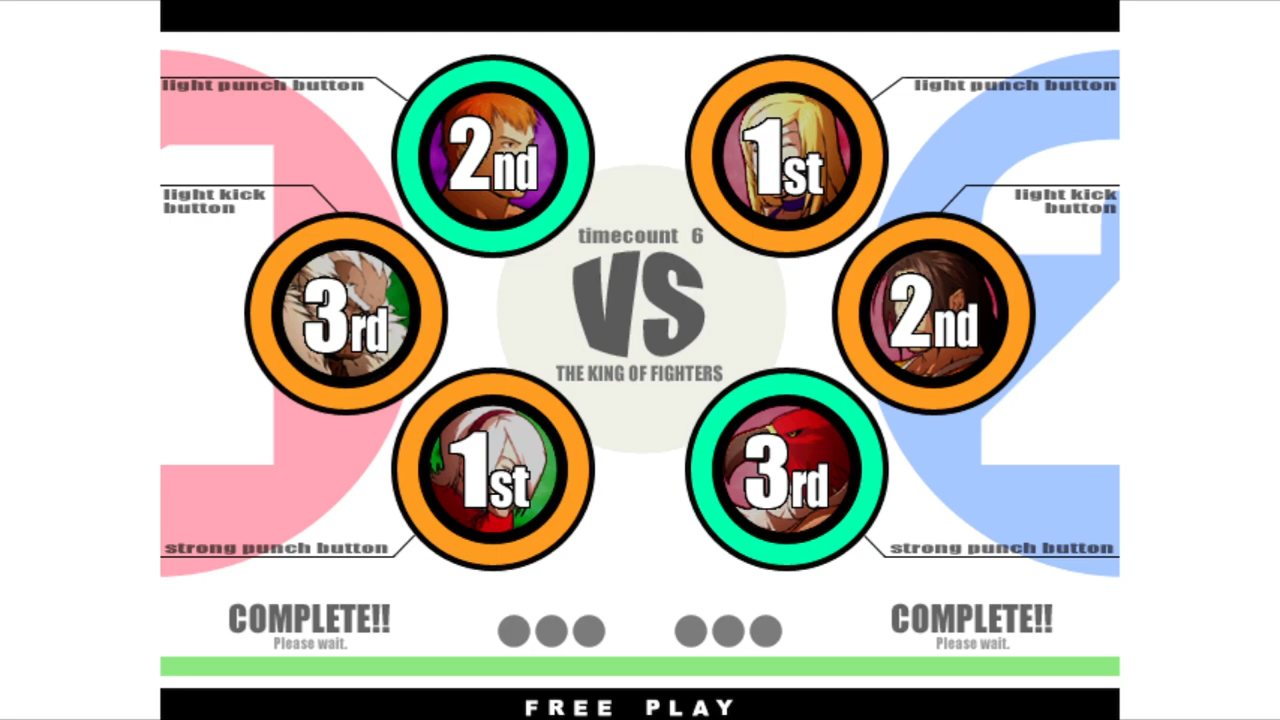 light punch button
light punch button
2nd
1st
light kick
button
light kick
button
timecount 6
VS
3rd
2nd
THE KING OF FIGHTERS
1st
3rd
strong punch button
strong punch button
COMPLETE!!
Please wait.
COMPLETE!!
Please wait.
FREE PLAY
1
2